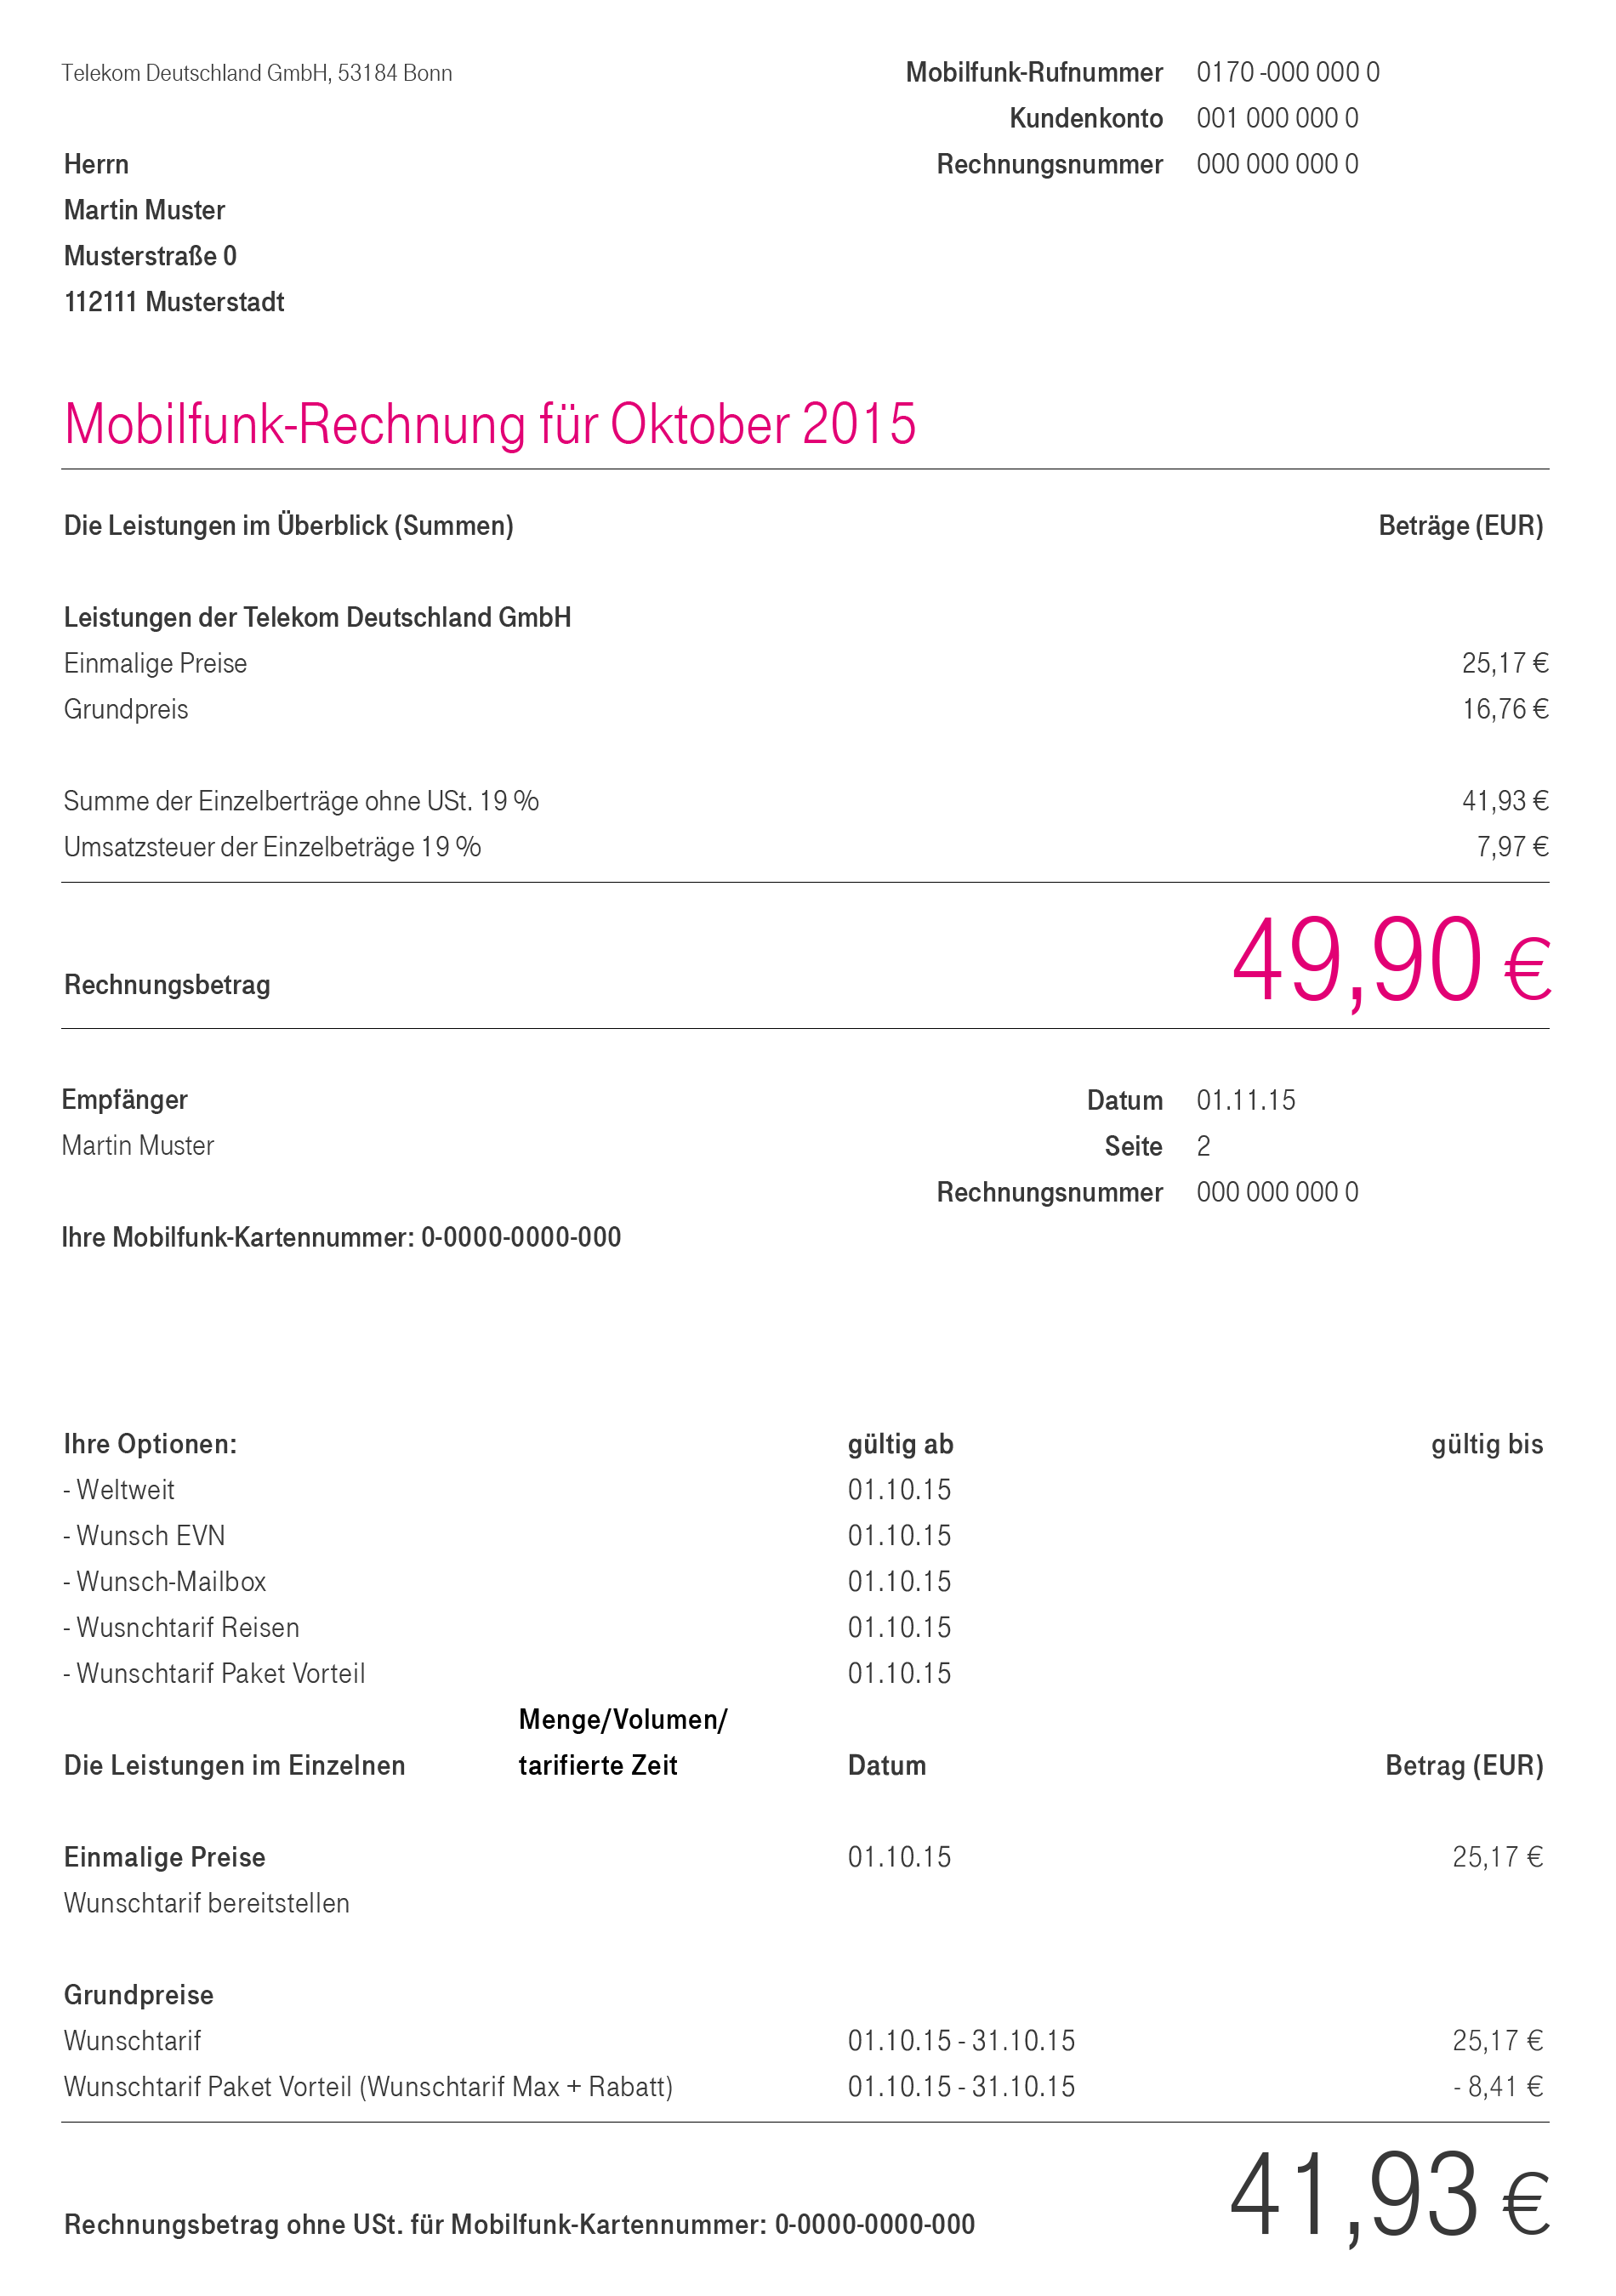 Telekom Deutschland GmbH, 53184 Bonn
Mobilfunk-Rufnummer 0170 -000 000 0
Kundenkonto 001 000 000 0
Rechnungsnummer 000 000 000 0
Herrn
Martin Muster
Musterstraße 0
112111 Musterstadt
Mobilfunk-Rechnung für Oktober 2015
Die Leistungen im Überblick (Summen) Beträge (EUR)
Leistungen der Telekom Deutschland GmbH
Einmalige Preise 25,17 €
Grundpreis 16,76 €
Summe der Einzelberträge ohne USt. 19 % 41,93 €
Umsatzsteuer der Einzelbeträge 19 % 7,97 €
Rechnungsbetrag 49,90 €
Empfänger
Martin Muster
Datum 01.11.15
Seite 2
Rechnungsnummer 000 000 000 0
Ihre Mobilfunk-Kartennummer: 0-0000-0000-000
Ihre Optionen: gültig ab gültig bis
- Weltweit 01.10.15
- Wunsch EVN 01.10.15
- Wunsch-Mailbox 01.10.15
- Wusnchtarif Reisen 01.10.15
- Wunschtarif Paket Vorteil 01.10.15
Menge/Volumen/
Die Leistungen im Einzelnen tarifierte Zeit Datum Betrag (EUR)
Einmalige Preise 01.10.15 25,17 €
Wunschtarif bereitstellen
Grundpreise
Wunschtarif 01.10.15 - 31.10.15 25,17 €
Wunschtarif Paket Vorteil (Wunschtarif Max + Rabatt) 01.10.15 - 31.10.15 - 8,41 €
Rechnungsbetrag ohne USt. für Mobilfunk-Kartennummer: 0-0000-0000-000 41,93 €